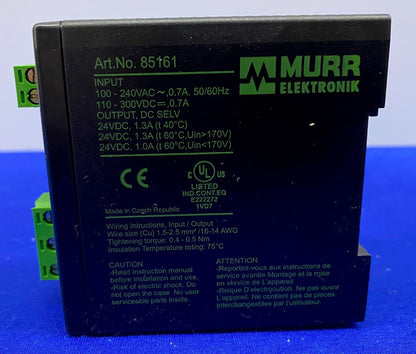 Art.No. 85161
MURR
ELEKTRONIK
INPUT
100 - 240VAC ~,0.7A, 50/60Hz
110 - 300VDC⎓,0.7A
OUTPUT, DC SELV
24VDC, 1.3A (t 40°C)
24VDC, 1.3A (t 60°C,Uin>170V)
24VDC, 1.0A (t 60°C,Uin<170V)
CE
UL
LISTED
IND.CONT.EQ
E222272
1VD7
Made in Czech Republic
Wiring Intructions, Input / Output
Wire size (Cu) 1.5-2.5 mm² /16-14 AWG
Tightening torque: 0.4 - 0.5 Nm
Insulation Temperature rating: 75°C
CAUTION
-Read Instruction manual
before installation and use.
-Risk of electric shock. Do
not open the case. No user
serviceable parts inside.
ATTENTION
-Reportez-vous aux instructions de
service avant Montage et la mise
en service de L'appareil
-Risque D'electrocution. Ne pas ouvrir
L'appareil. Ne contient pas de pièces
interchangeables par l'utilisateur.